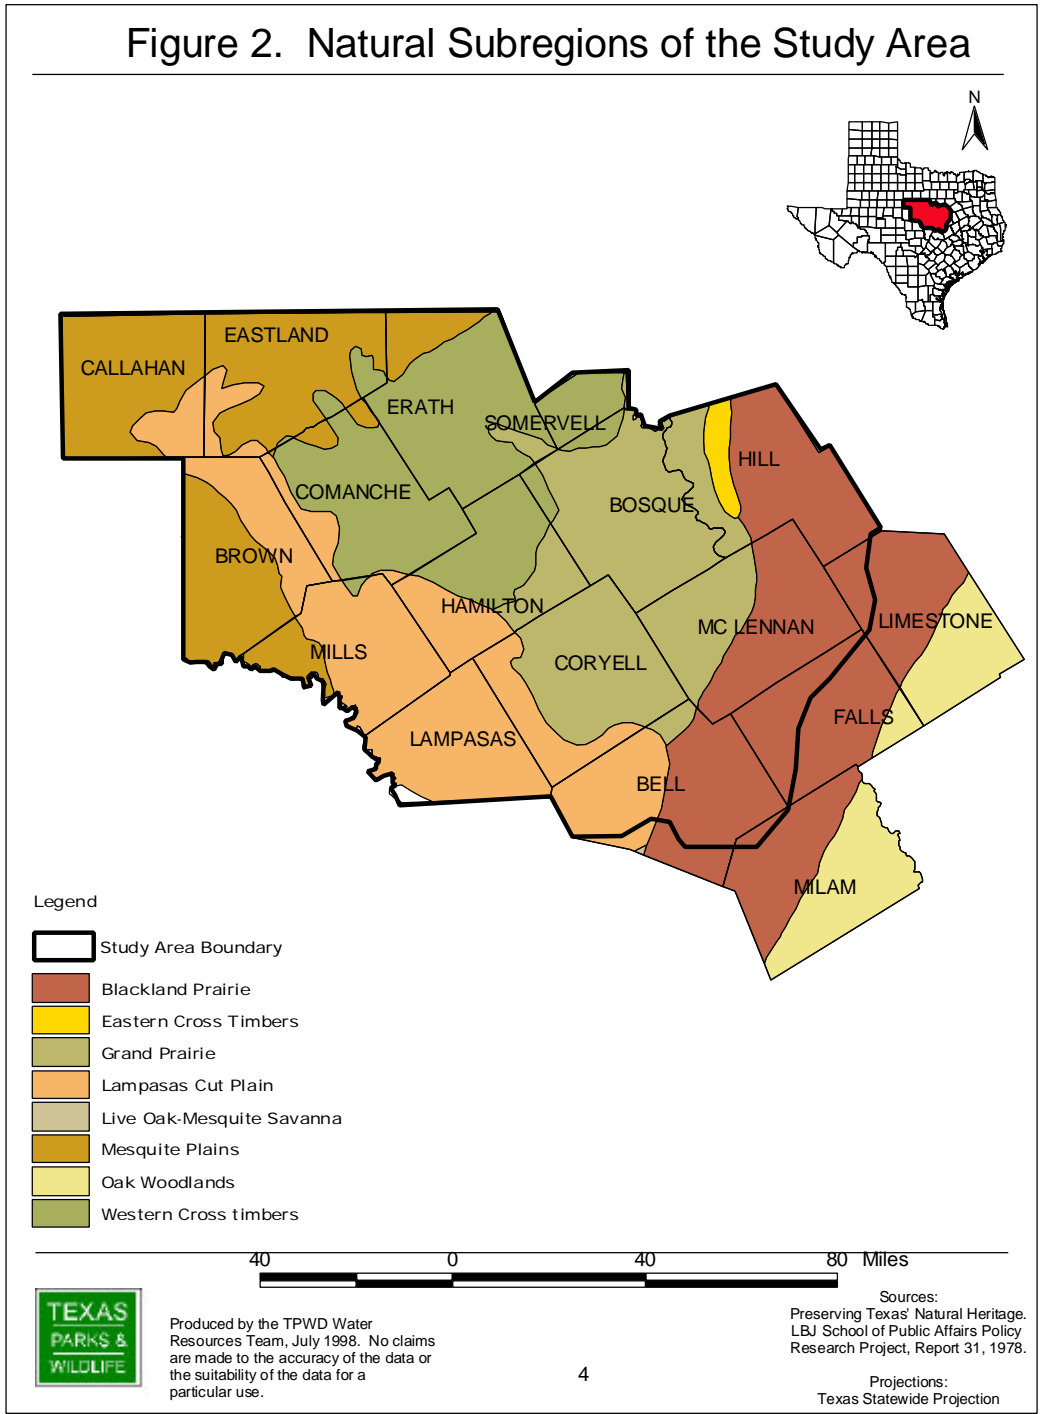 Figure 2. Natural Subregions of the Study Area
N
EASTLAND
CALLAHAN
ERATH
SOMERVELL
HILL
COMANCHE
BOSQUE
BROWN
HAMILTON
MC LENNAN
LIMESTONE
MILLS
CORYELL
FALLS
LAMPASAS
BELL
MILAM
Legend
Study Area Boundary
Blackland Prairie
Eastern Cross Timbers
Grand Prairie
Lampasas Cut Plain
Live Oak-Mesquite Savanna
Mesquite Plains
Oak Woodlands
Western Cross timbers
40 0 40 80 Miles
TEXAS
PARKS &
WILDLIFE
Produced by the TPWD Water
Resources Team, July 1998. No claims
are made to the accuracy of the data or
the suitability of the data for a
particular use.
4
Sources:
Preserving Texas' Natural Heritage.
LBJ School of Public Affairs Policy
Research Project, Report 31, 1978.
Projections:
Texas Statewide Projection